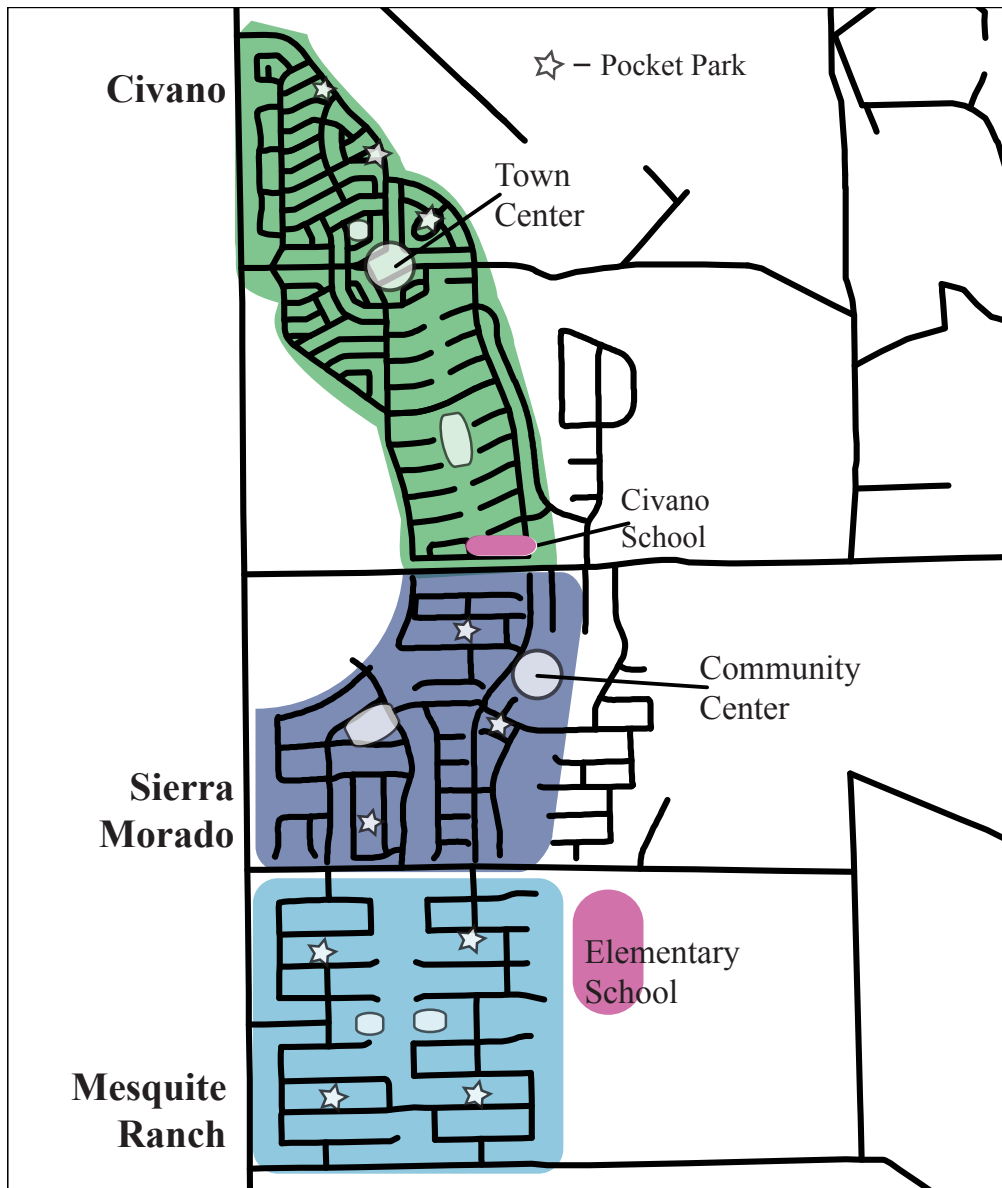 Civano
– Pocket Park
Town
Center
Civano
School
Community
Center
Sierra
Morado
Elementary
School
Mesquite
Ranch